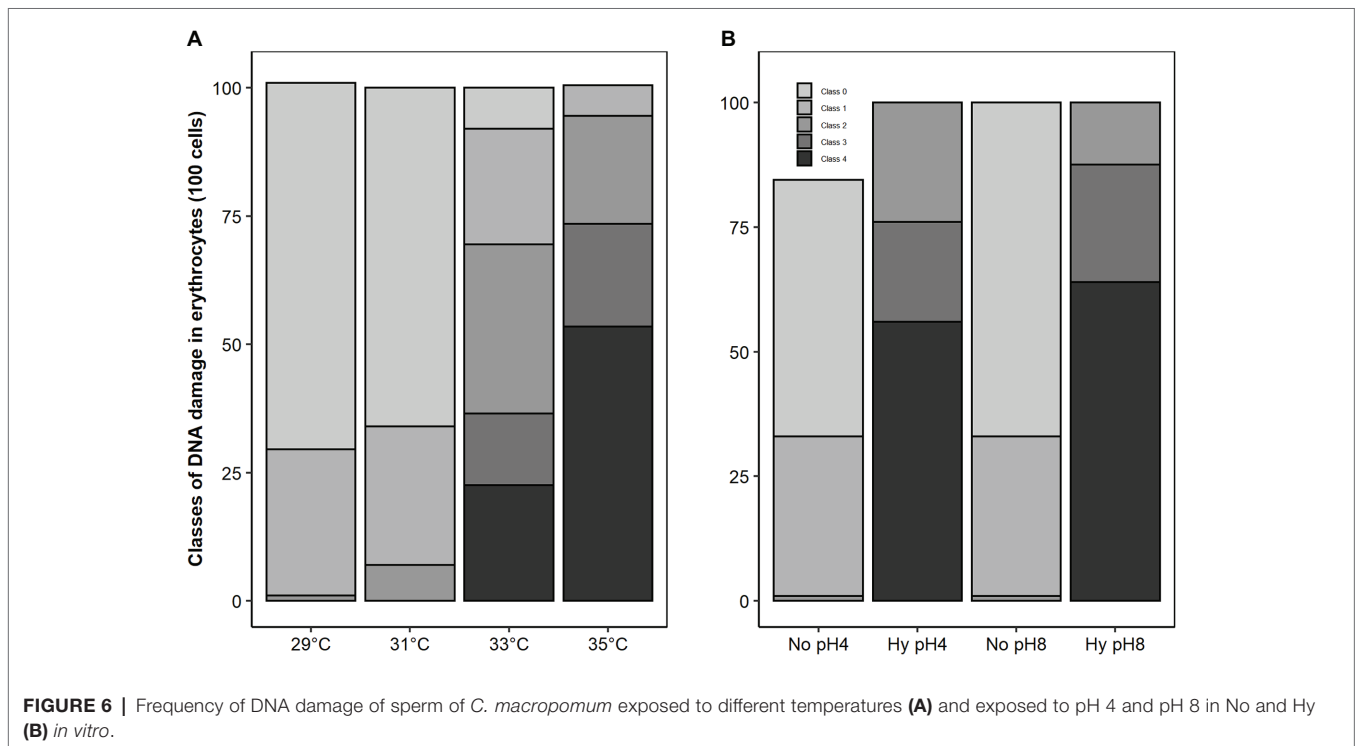 A
B
Classes of DNA damage in erythrocytes (100 cells)
100
75
50
25
0
29°C
31°C
33°C
35°C
100
75
50
25
0
Class 0
Class 1
Class 2
Class 3
Class 4
No pH4
Hy pH4
No pH8
Hy pH8
FIGURE 6 | Frequency of DNA damage of sperm of C. macropomum exposed to different temperatures (A) and exposed to pH 4 and pH 8 in No and Hy
(B) in vitro.